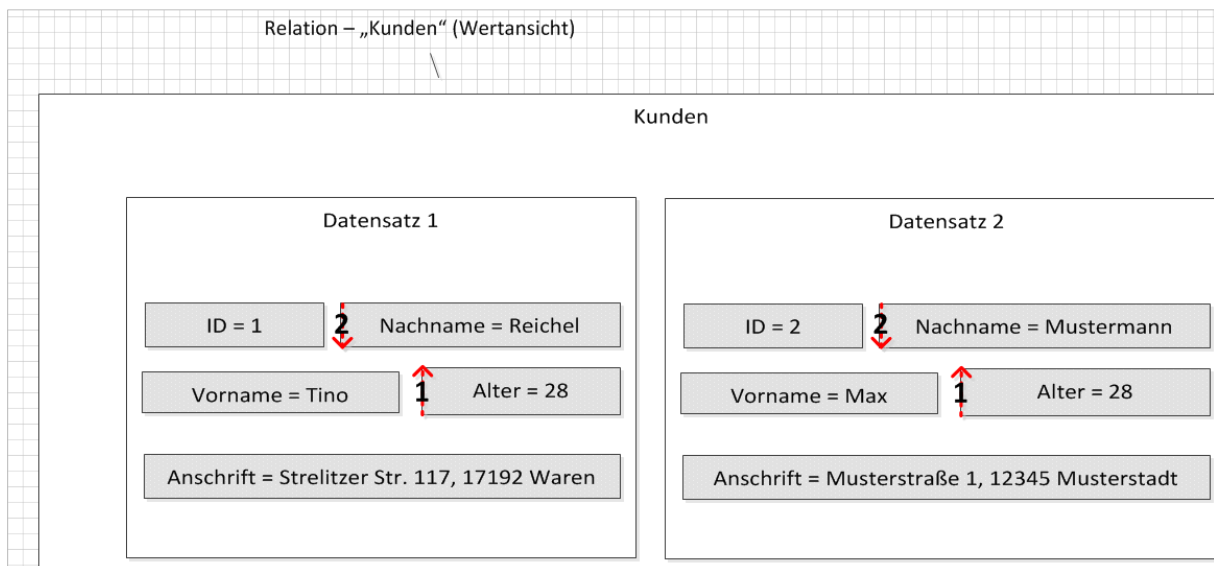 Relation – „Kunden“ (Wertansicht)
Kunden
Datensatz 1
ID = 1
2
Nachname = Reichel
Vorname = Tino
1
Alter = 28
Anschrift = Strelitzer Str. 117, 17192 Waren
Datensatz 2
ID = 2
2
Nachname = Mustermann
Vorname = Max
1
Alter = 28
Anschrift = Musterstraße 1, 12345 Musterstadt